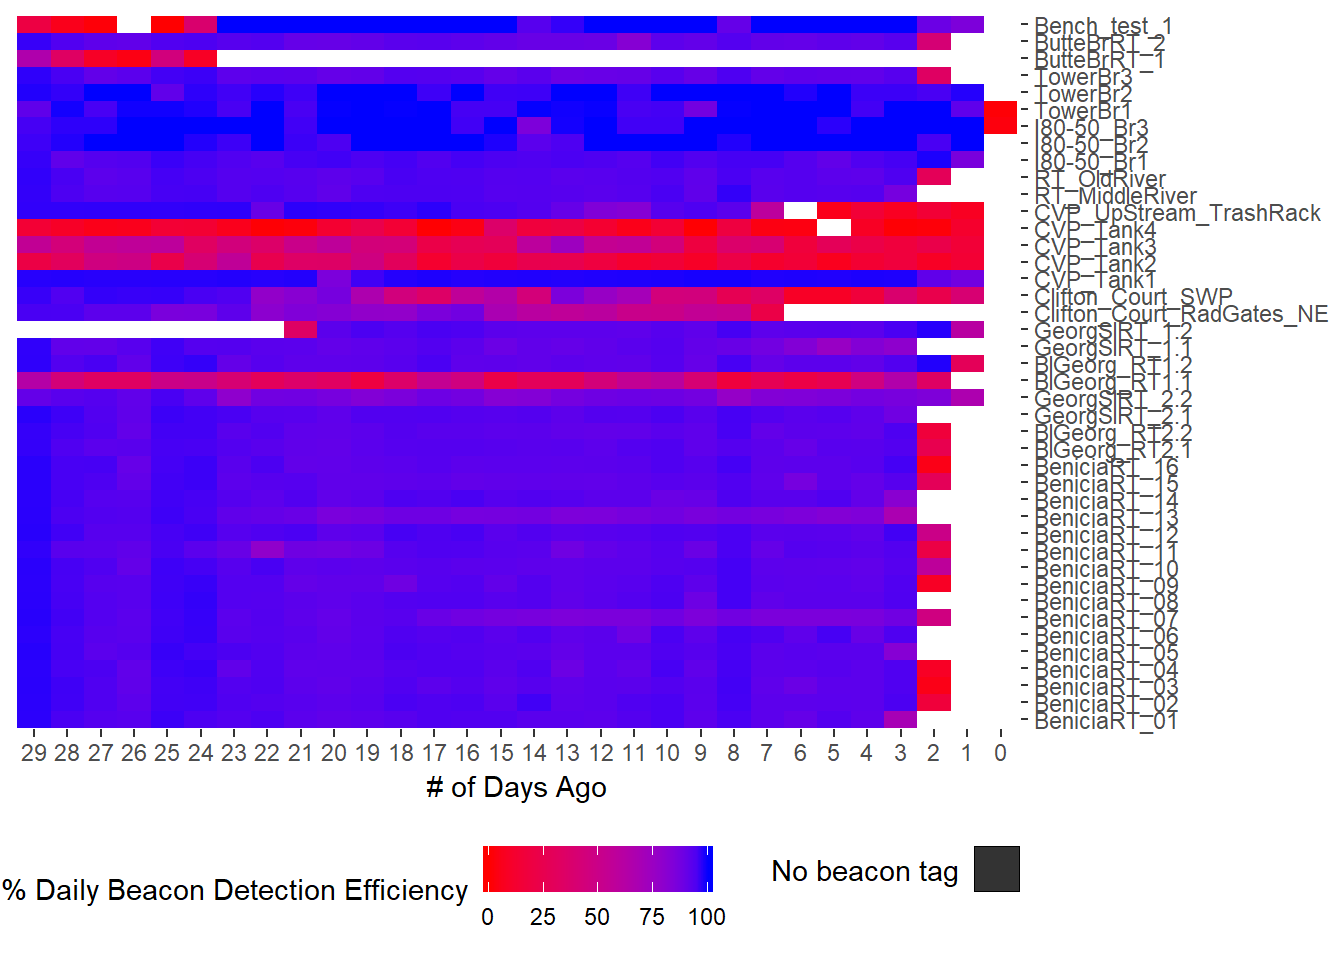 Bench_test_1
ButteBrRT_2
ButteBrRT_1
TowerBr3
TowerBr2
TowerBr1
I80-50_Br3
I80-50_Br2
I80-50_Br1
RT_OldRiver
RT_MiddleRiver
CVP_UpStream_TrashRack
CVP_Tank4
CVP_Tank3
CVP_Tank2
CVP_Tank1
Clifton_Court_SWP
Clifton_Court_RadGates_NE
GeorgSlRT_1.2
GeorgSlRT_1.1
BlGeorg_RT1.2
BlGeorg_RT1.1
GeorgSlRT_2.2
GeorgSlRT_2.1
BlGeorg_RT2.2
BlGeorg_RT2.1
BeniciaRT_16
BeniciaRT_15
BeniciaRT_14
BeniciaRT_13
BeniciaRT_12
BeniciaRT_11
BeniciaRT_10
BeniciaRT_09
BeniciaRT_08
BeniciaRT_07
BeniciaRT_06
BeniciaRT_05
BeniciaRT_04
BeniciaRT_03
BeniciaRT_02
BeniciaRT_01
29 28 27 26 25 24 23 22 21 20 19 18 17 16 15 14 13 12 11 10 9 8 7 6 5 4 3 2 1 0
# of Days Ago
% Daily Beacon Detection Efficiency
0 25 50 75 100
No beacon tag